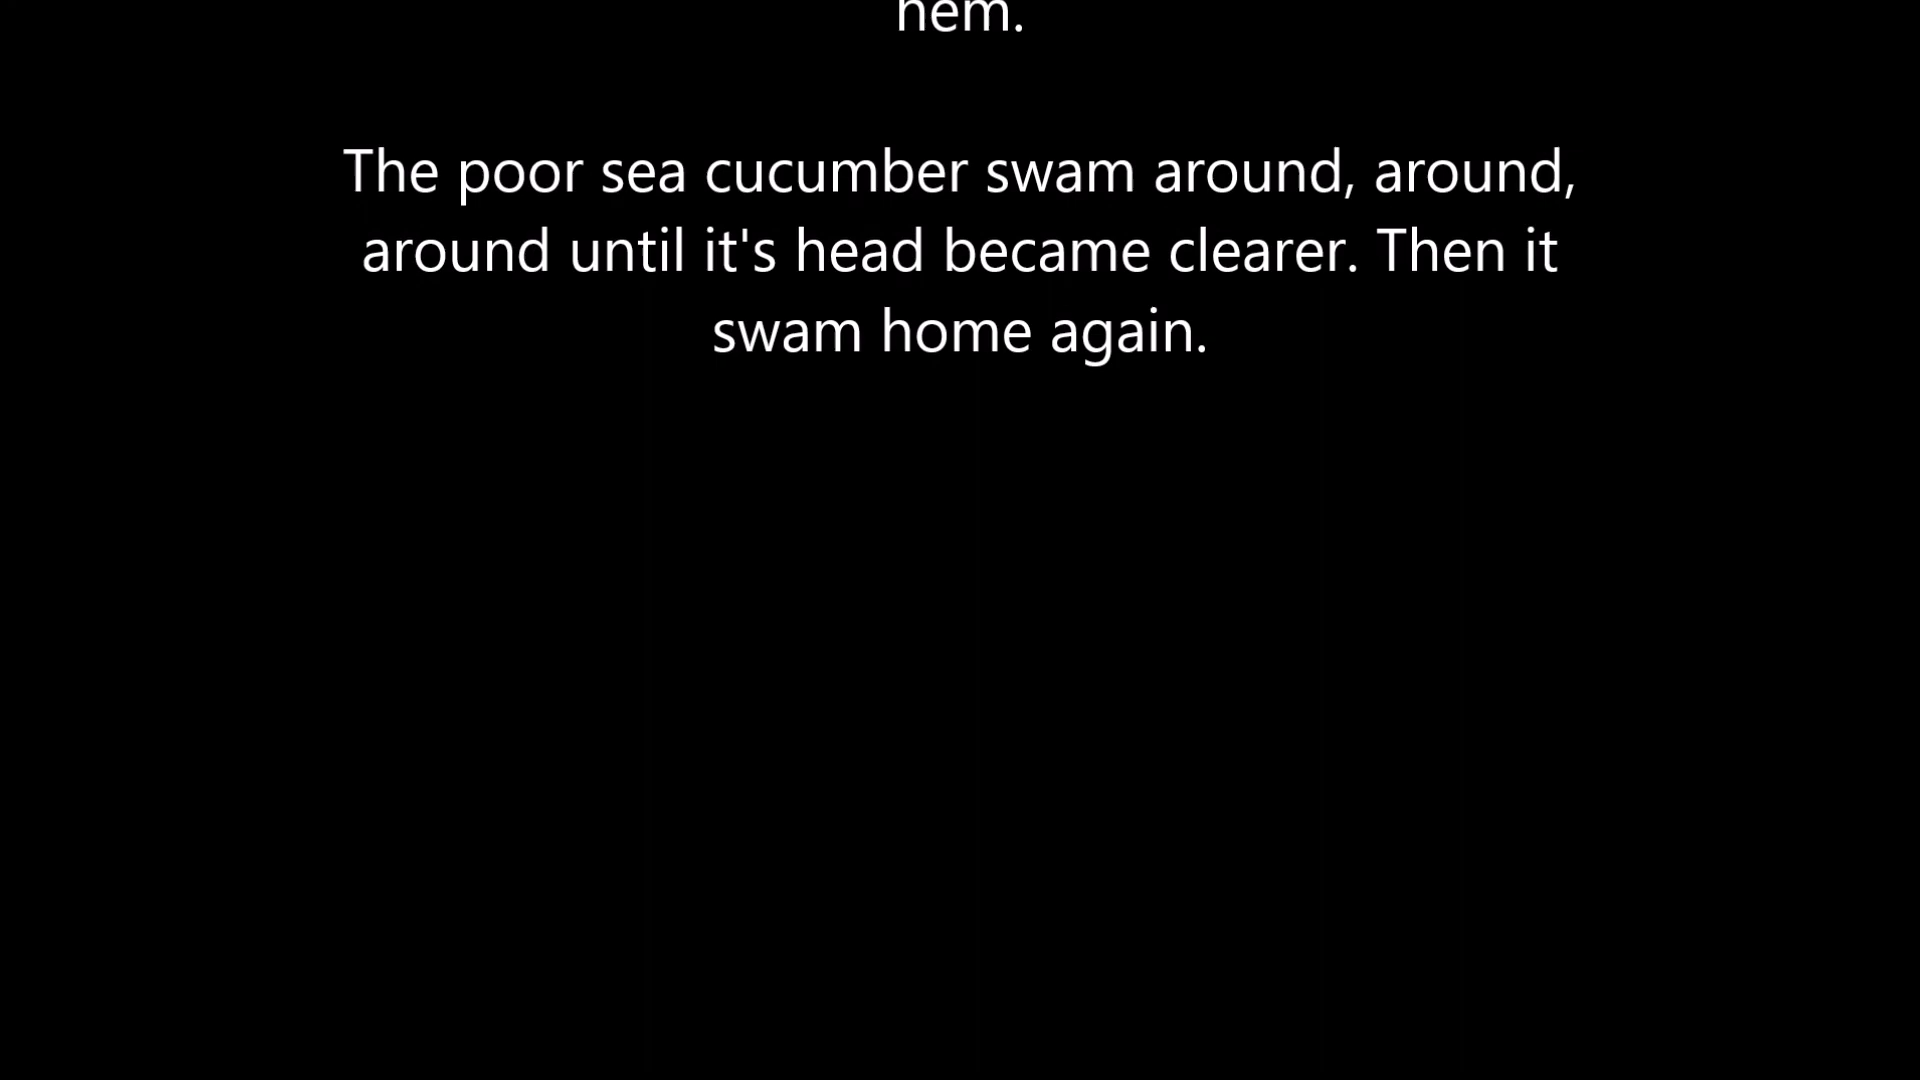 hem.
The poor sea cucumber swam around, around,
around until it's head became clearer. Then it
swam home again.